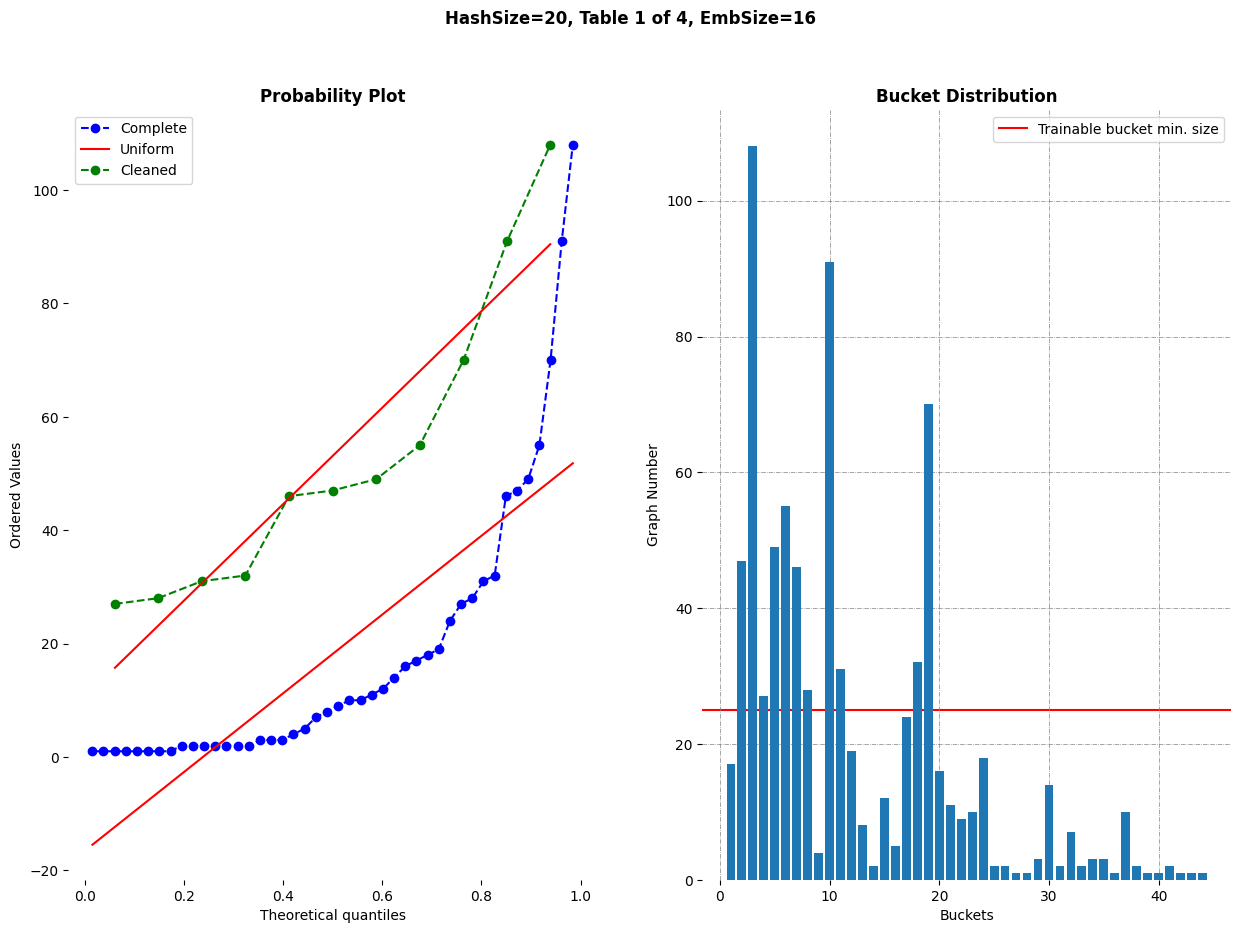 HashSize=20, Table 1 of 4, EmbSize=16
Probability Plot
Complete
Uniform
Cleaned
Ordered Values
100
80
60
40
20
0
−20
0.0 0.2 0.4 0.6 0.8 1.0
Theoretical quantiles
Bucket Distribution
Trainable bucket min. size
Graph Number
100
80
60
40
20
0
0 10 20 30 40
Buckets